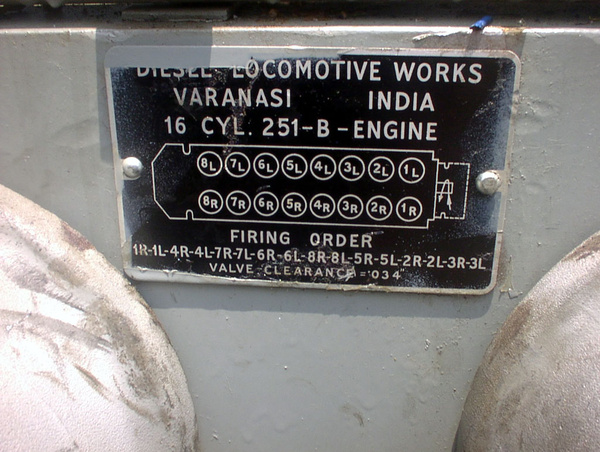 DIESEL LOCOMOTIVE WORKS
VARANASI INDIA
16 CYL. 251-B-ENGINE
8L 7L 6L 5L 4L 3L 2L 1L
8R 7R 6R 5R 4R 3R 2R 1R
FIRING ORDER
1R-1L-4R-4L-7R-7L-6R-6L-8R-8L-5R-5L-2R-2L-3R-3L
VALVE CLEARANCE = ·034"